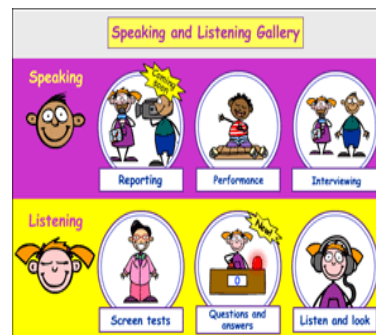 Speaking and Listening Gallery
Speaking
Coming
Soon
Reporting
Performance
Interviewing
Listening
New!
0
Screen tests
Questions and
answers
Listen and look